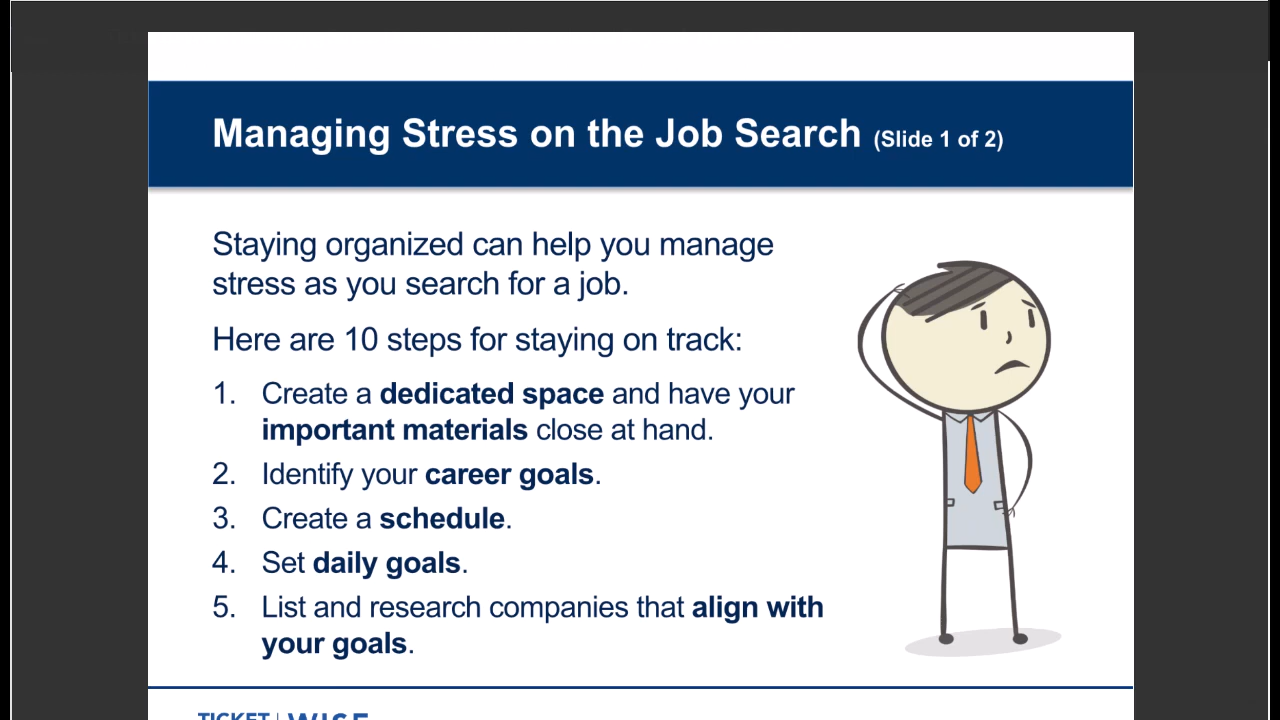 Managing Stress on the Job Search (Slide 1 of 2)
Staying organized can help you manage
stress as you search for a job.
Here are 10 steps for staying on track:
1. Create a dedicated space and have your
important materials close at hand.
2. Identify your career goals.
3. Create a schedule.
4. Set daily goals.
5. List and research companies that align with
your goals.
TICKET | WISE